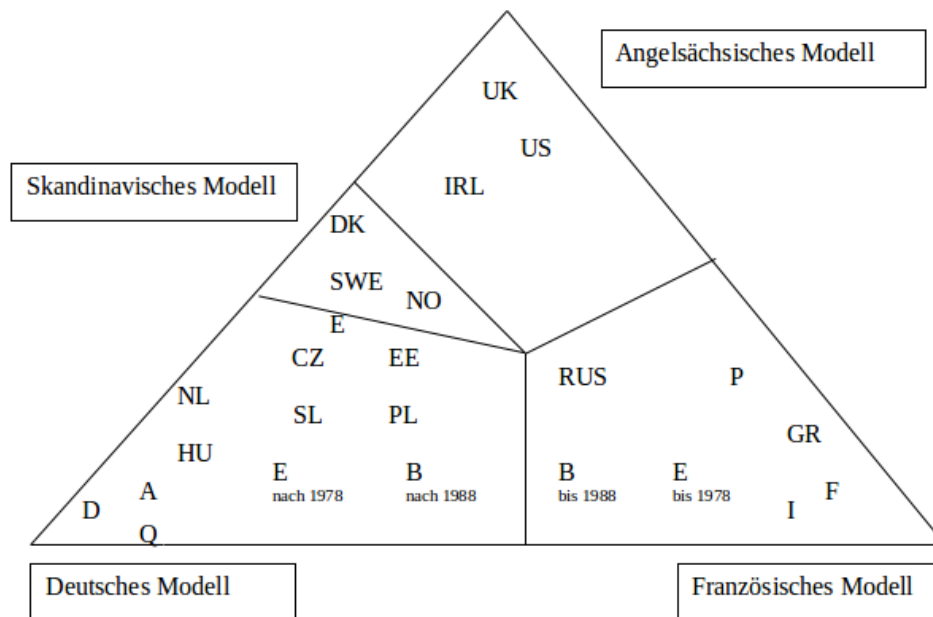 UK
Angelsächsisches Modell
US
Skandinavisches Modell
IRL
DK
SWE
NO
E
CZ
EE
RUS
P
NL
SL
PL
GR
HU
E
nach 1978
B
nach 1988
B
bis 1988
E
bis 1978
A
F
D
I
Q
Deutsches Modell
Französisches Modell